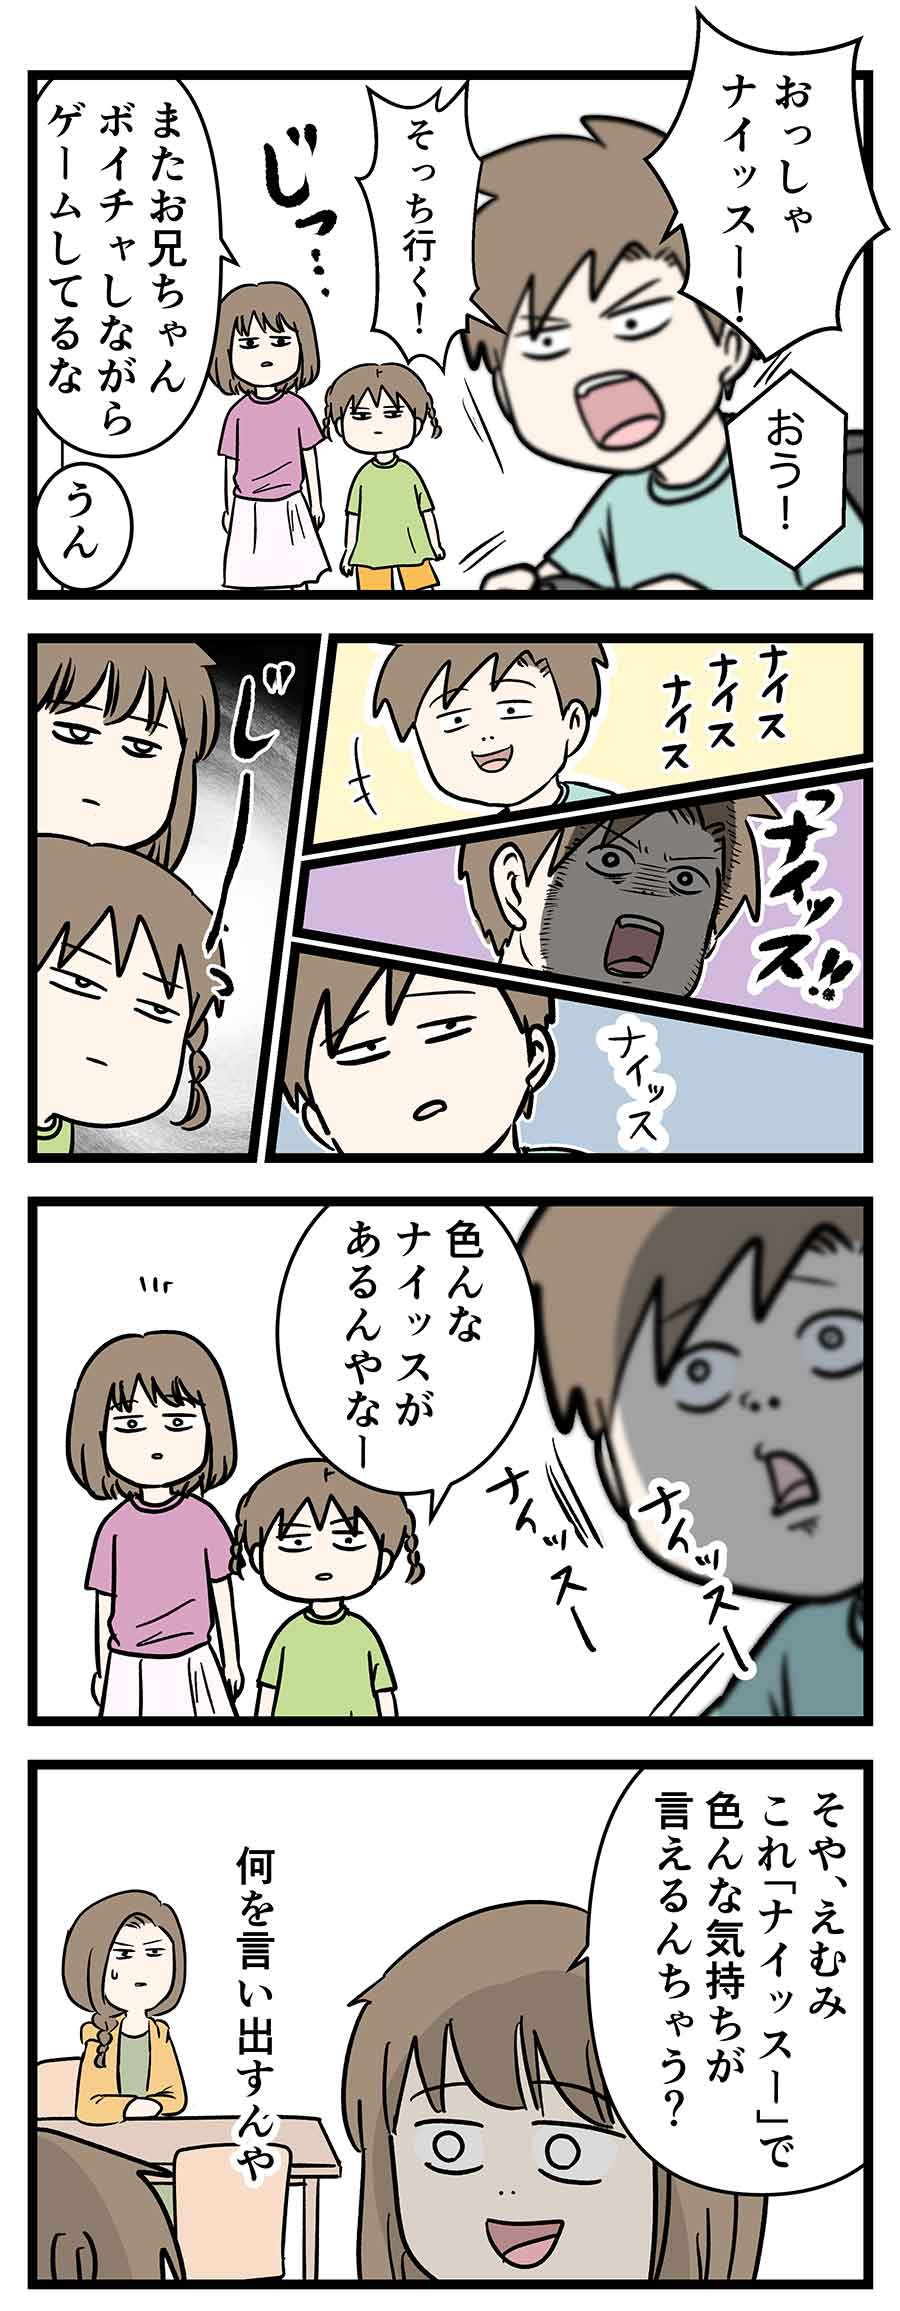 おっしゃ
ナイッスー!
おう!
そっち行く!
じっ…
またお兄ちゃん
ボイチャしながら
ゲームしてるな
うん
ナイス
ナイス
ナイス
っナイッス!!
ナイッス
じーーっ
色んな
ナイッスが
あるんやなー
ナイッスー
ナイッスー
そや、えむみ
これ「ナイッスー」で
色んな気持ちが
言えるんちゃう?
何を言い出すんや